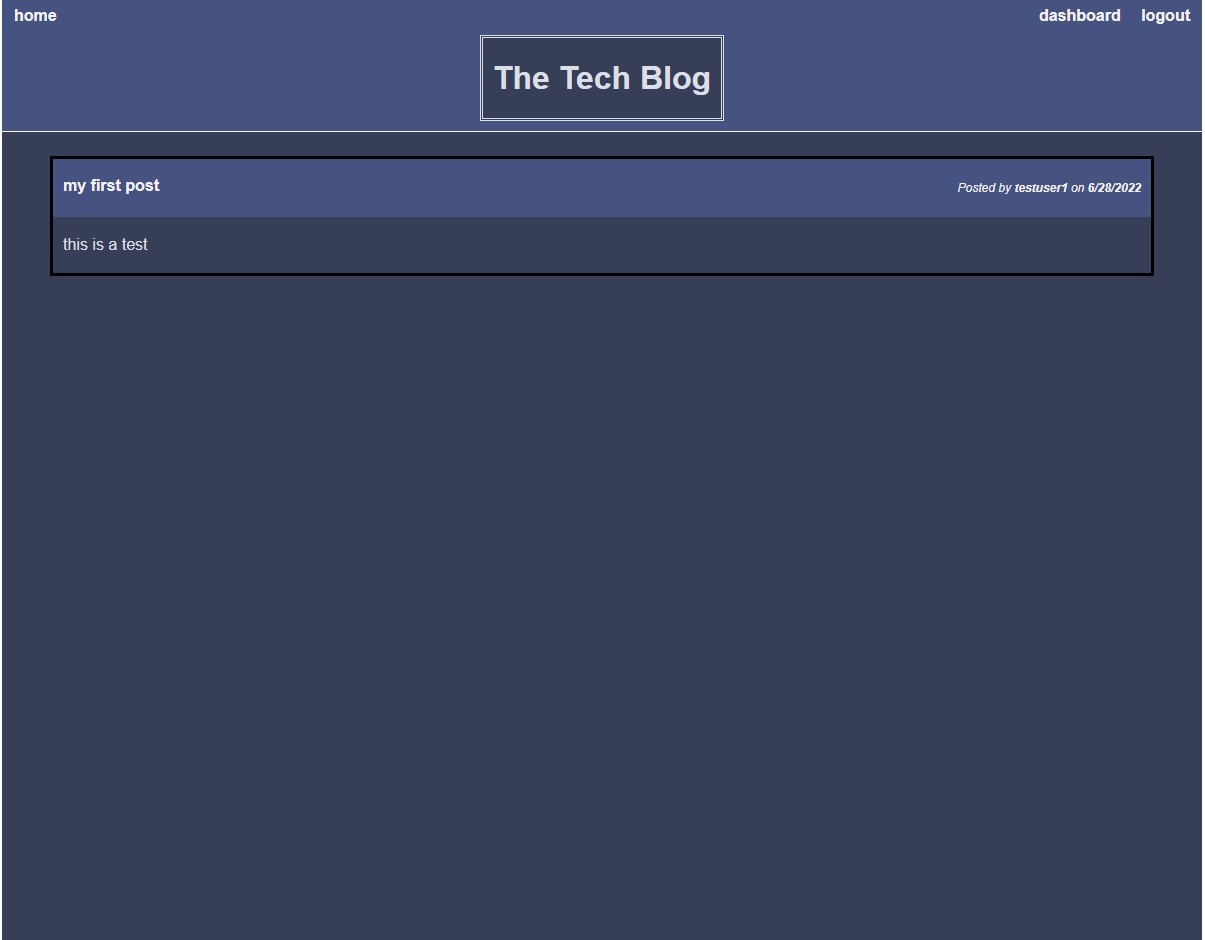 home dashboard logout
The Tech Blog
my first post Posted by testuser1 on 6/28/2022
this is a test